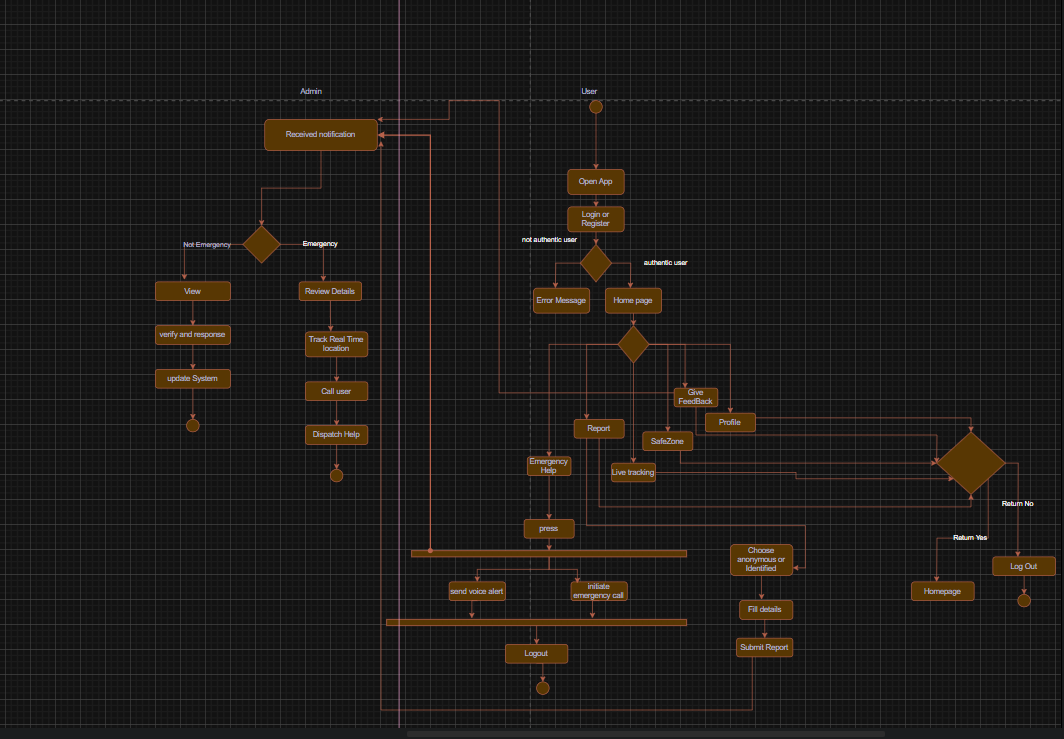 Admin
User
Received notification
Open App
Login or
Register
not authentic user
Not Emergency
Emergency
authentic user
View
Review Details
Error Message
Home page
verify and response
Track Real Time
location
update System
Call user
Give
FeedBack
Profile
Report
Dispatch Help
SafeZone
Emergency
Help
Live tracking
Return No
press
Return Yes
Choose
anonymous or
Identified
Log Out
send voice alert
initiate
emergency call
Homepage
Fill details
Logout
Submit Report